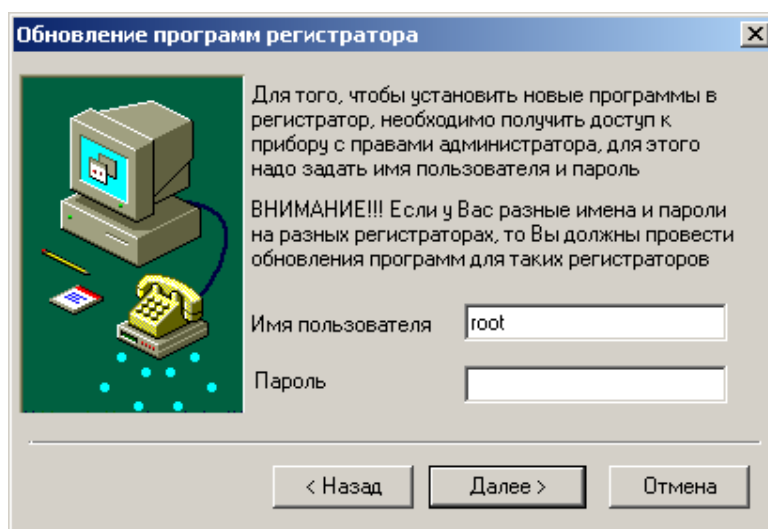 Обновление программ регистратора
Для того, чтобы установить новые программы в
регистратор, необходимо получить доступ к
прибору с правами администратора, для этого
надо задать имя пользователя и пароль
ВНИМАНИЕ!!! Если у Вас разные имена и пароли
на разных регистраторах, то Вы должны провести
обновления программ для таких регистраторов
Имя пользователя
root
Пароль
< Назад
Далее >
Отмена